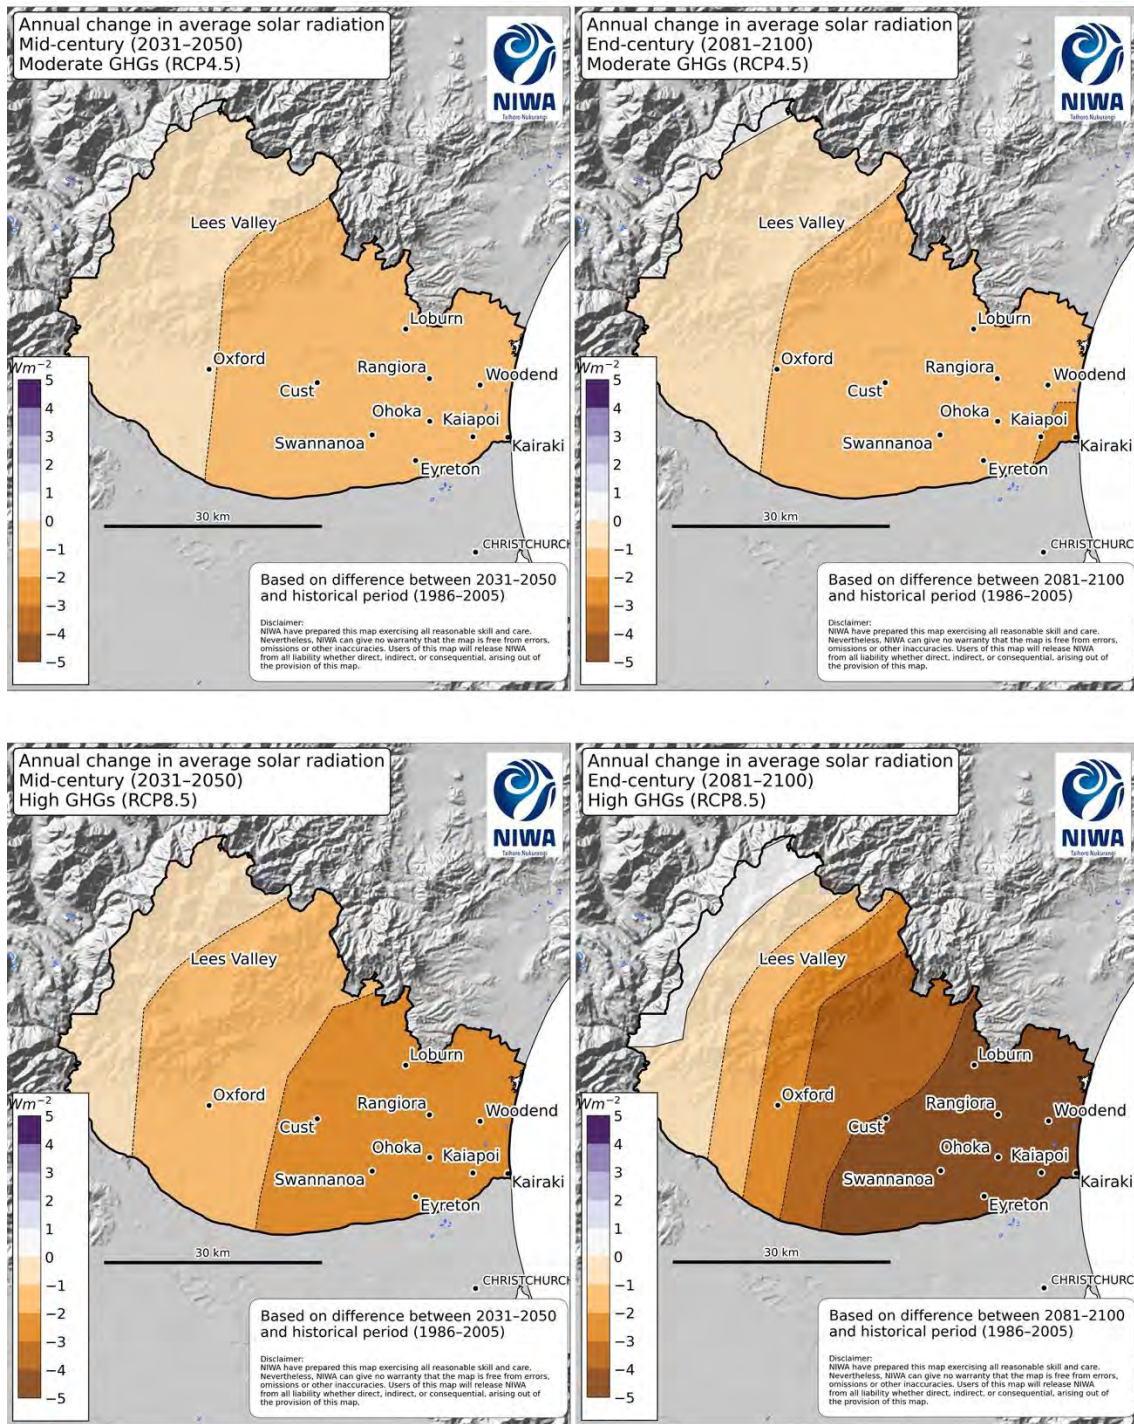 Annual change in average solar radiation
Mid-century (2031–2050)
Moderate GHGs (RCP4.5)
NIWA
Taihoro Nukurangi
Lees Valley
Loburn
Oxford
Rangiora
Woodend
Cust
Ohoka
Kaiapoi
Swannanoa
Kairaki
Eyreton
Wm⁻²
5
4
3
2
1
0
−1
−2
−3
−4
−5
30 km
CHRISTCHURC
Based on difference between 2031–2050
and historical period (1986–2005)
Disclaimer:
NIWA have prepared this map exercising all reasonable skill and care.
Nevertheless, NIWA can give no warranty that the map is free from errors,
omissions or other inaccuracies. Users of this map will release NIWA
from all liability whether direct, indirect, or consequential, arising out of
the provision of this map.
Annual change in average solar radiation
End-century (2081–2100)
Moderate GHGs (RCP4.5)
NIWA
Taihoro Nukurangi
Lees Valley
Loburn
Oxford
Rangiora
Woodend
Cust
Ohoka
Kaiapoi
Swannanoa
Kairaki
Eyreton
Wm⁻²
5
4
3
2
1
0
−1
−2
−3
−4
−5
30 km
CHRISTCHURC
Based on difference between 2081–2100
and historical period (1986–2005)
Disclaimer:
NIWA have prepared this map exercising all reasonable skill and care.
Nevertheless, NIWA can give no warranty that the map is free from errors,
omissions or other inaccuracies. Users of this map will release NIWA
from all liability whether direct, indirect, or consequential, arising out of
the provision of this map.
Annual change in average solar radiation
Mid-century (2031–2050)
High GHGs (RCP8.5)
NIWA
Taihoro Nukurangi
Lees Valley
Loburn
Oxford
Rangiora
Woodend
Cust
Ohoka
Kaiapoi
Swannanoa
Kairaki
Eyreton
Wm⁻²
5
4
3
2
1
0
−1
−2
−3
−4
−5
30 km
CHRISTCHURC
Based on difference between 2031–2050
and historical period (1986–2005)
Disclaimer:
NIWA have prepared this map exercising all reasonable skill and care.
Nevertheless, NIWA can give no warranty that the map is free from errors,
omissions or other inaccuracies. Users of this map will release NIWA
from all liability whether direct, indirect, or consequential, arising out of
the provision of this map.
Annual change in average solar radiation
End-century (2081–2100)
High GHGs (RCP8.5)
NIWA
Taihoro Nukurangi
Lees Valley
Loburn
Oxford
Rangiora
Woodend
Cust
Ohoka
Kaiapoi
Swannanoa
Kairaki
Eyreton
Wm⁻²
5
4
3
2
1
0
−1
−2
−3
−4
−5
30 km
CHRISTCHURC
Based on difference between 2081–2100
and historical period (1986–2005)
Disclaimer:
NIWA have prepared this map exercising all reasonable skill and care.
Nevertheless, NIWA can give no warranty that the map is free from errors,
omissions or other inaccuracies. Users of this map will release NIWA
from all liability whether direct, indirect, or consequential, arising out of
the provision of this map.